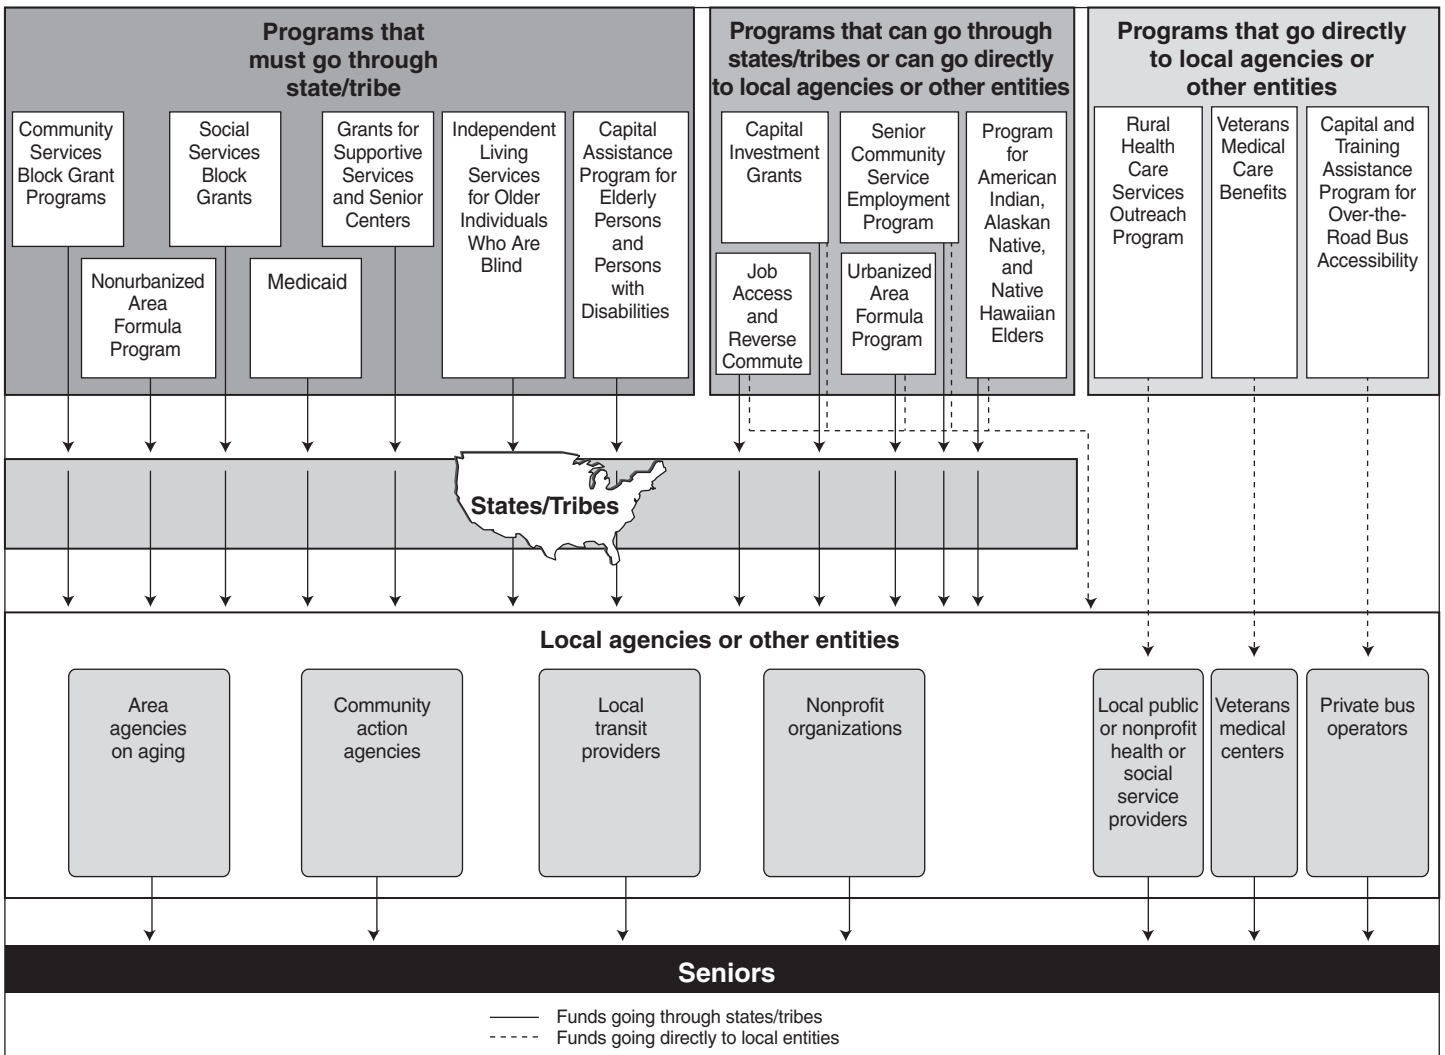 Programs that
must go through
state/tribe
Community
Services
Block Grant
Programs
Nonurbanized
Area
Formula
Program
Social
Services
Block
Grants
Medicaid
Grants for
Supportive
Services
and Senior
Centers
Independent
Living
Services
for Older
Individuals
Who Are
Blind
Capital
Assistance
Program for
Elderly
Persons
and
Persons
with
Disabilities
Programs that can go through
states/tribes or can go directly
to local agencies or other entities
Capital
Investment
Grants
Job
Access
and
Reverse
Commute
Senior
Community
Service
Employment
Program
Urbanized
Area
Formula
Program
Program
for
American
Indian,
Alaskan
Native,
and
Native
Hawaiian
Elders
Programs that go directly
to local agencies or
other entities
Rural
Health
Care
Services
Outreach
Program
Veterans
Medical
Care
Benefits
Capital and
Training
Assistance
Program for
Over-the-
Road Bus
Accessibility
States/Tribes
Local agencies or other entities
Area
agencies
on aging
Community
action
agencies
Local
transit
providers
Nonprofit
organizations
Local public
or nonprofit
health or
social
service
providers
Veterans
medical
centers
Private bus
operators
Seniors
Funds going through states/tribes
Funds going directly to local entities